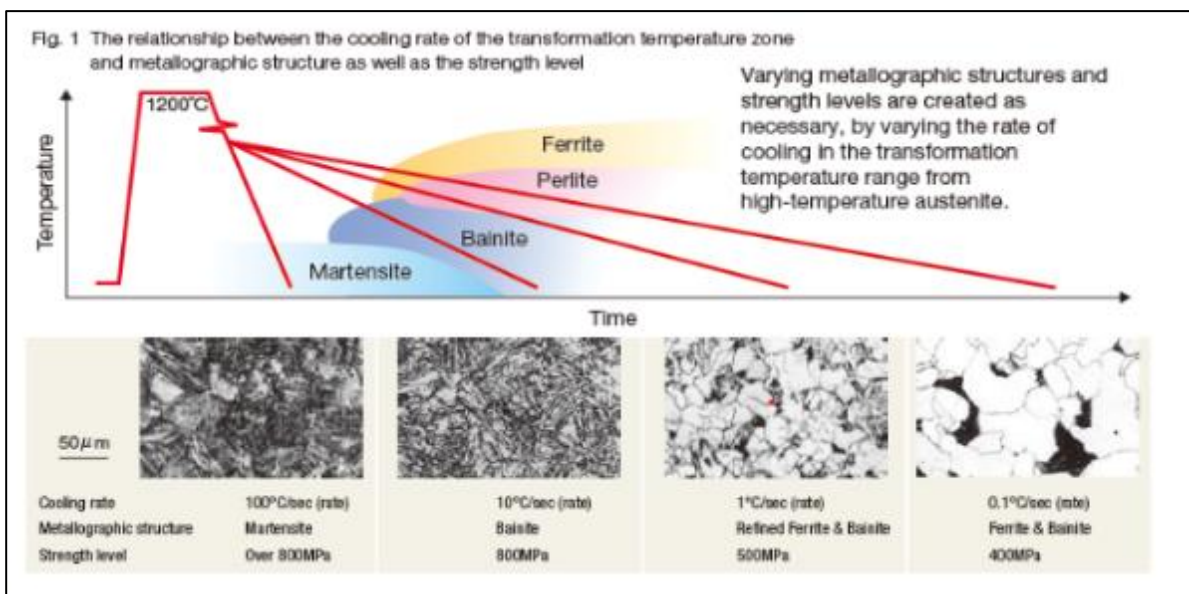 Fig. 1 The relationship between the cooling rate of the transformation temperature zone
and metallographic structure as well as the strength level
Varying metallographic structures and
strength levels are created as
necessary, by varying the rate of
cooling in the transformation
temperature range from
high-temperature austenite.
1200°C
Temperature
Ferrite
Perlite
Bainite
Martensite
Time
50μm
Cooling rate 100°C/sec (rate) 10°C/sec (rate) 1°C/sec (rate) 0.1°C/sec (rate)
Metallographic structure Martensite Bainite Refined Ferrite & Bainite Ferrite & Bainite
Strength level Over 800MPa 800MPa 500MPa 400MPa